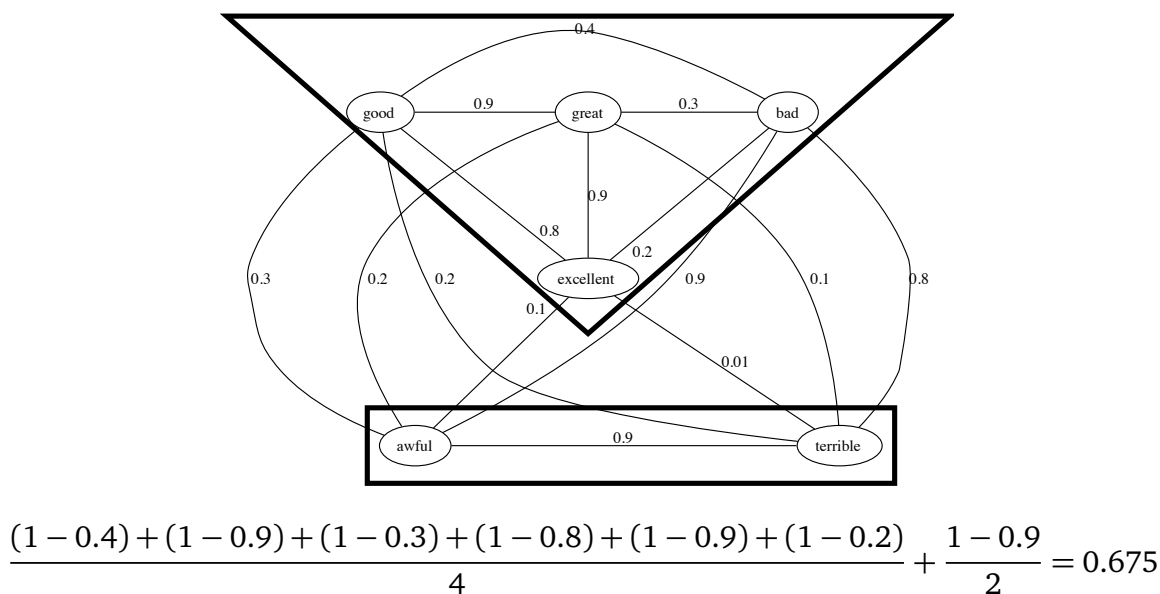 0.4
good 0.9 great 0.3 bad
0.9
0.8
0.2
excellent
0.3 0.2 0.2 0.9 0.1 0.8
0.1
0.01
awful 0.9 terrible
(1 − 0.4) + (1 − 0.9) + (1 − 0.3) + (1 − 0.8) + (1 − 0.9) + (1 − 0.2)
4
+ 1 − 0.9
2
= 0.675